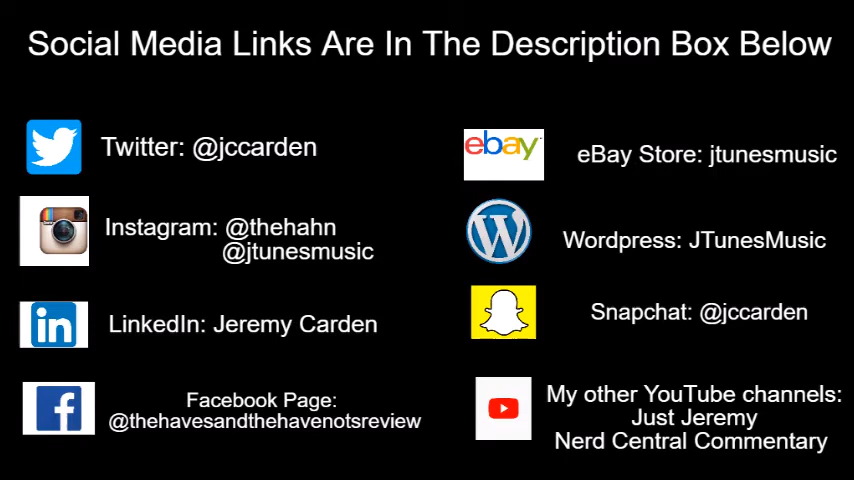 Social Media Links Are In The Description Box Below
Twitter: @jccarden
Instagram: @thehahn
@jtunesmusic
in LinkedIn: Jeremy Carden
f
Facebook Page:
@thehavesandthehavenotsreview
ebay eBay Store: jtunesmusic
W Wordpress: JTunesMusic
Snapchat: @jccarden
My other YouTube channels:
Just Jeremy
Nerd Central Commentary